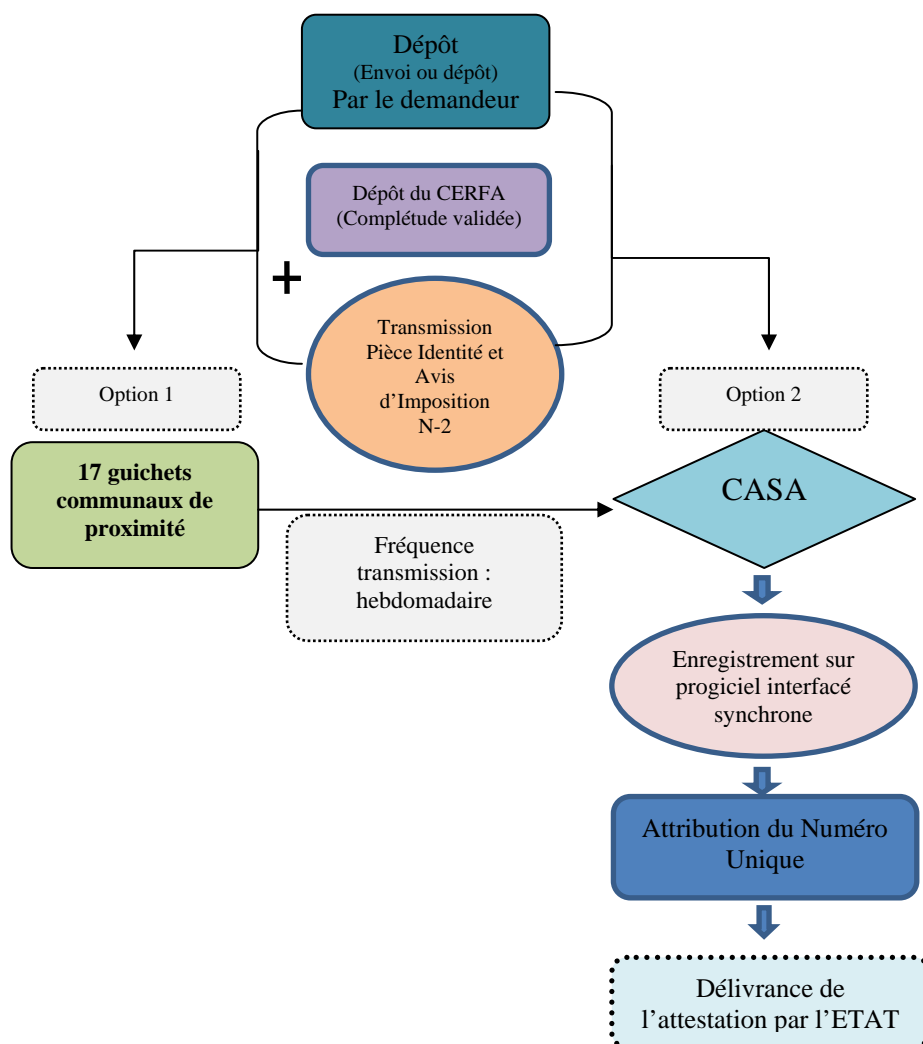 Dépôt
(Envoi ou dépôt)
Par le demandeur
Dépôt du CERFA
(Complétude validée)
+
Transmission
Pièce Identité et
Avis
d’Imposition
N-2
Option 1
Option 2
17 guichets
communaux de
proximité
CASA
Fréquence
transmission :
hebdomadaire
Enregistrement sur
progiciel interfacé
synchrone
Attribution du Numéro
Unique
Délivrance de
l’attestation par l’ETAT